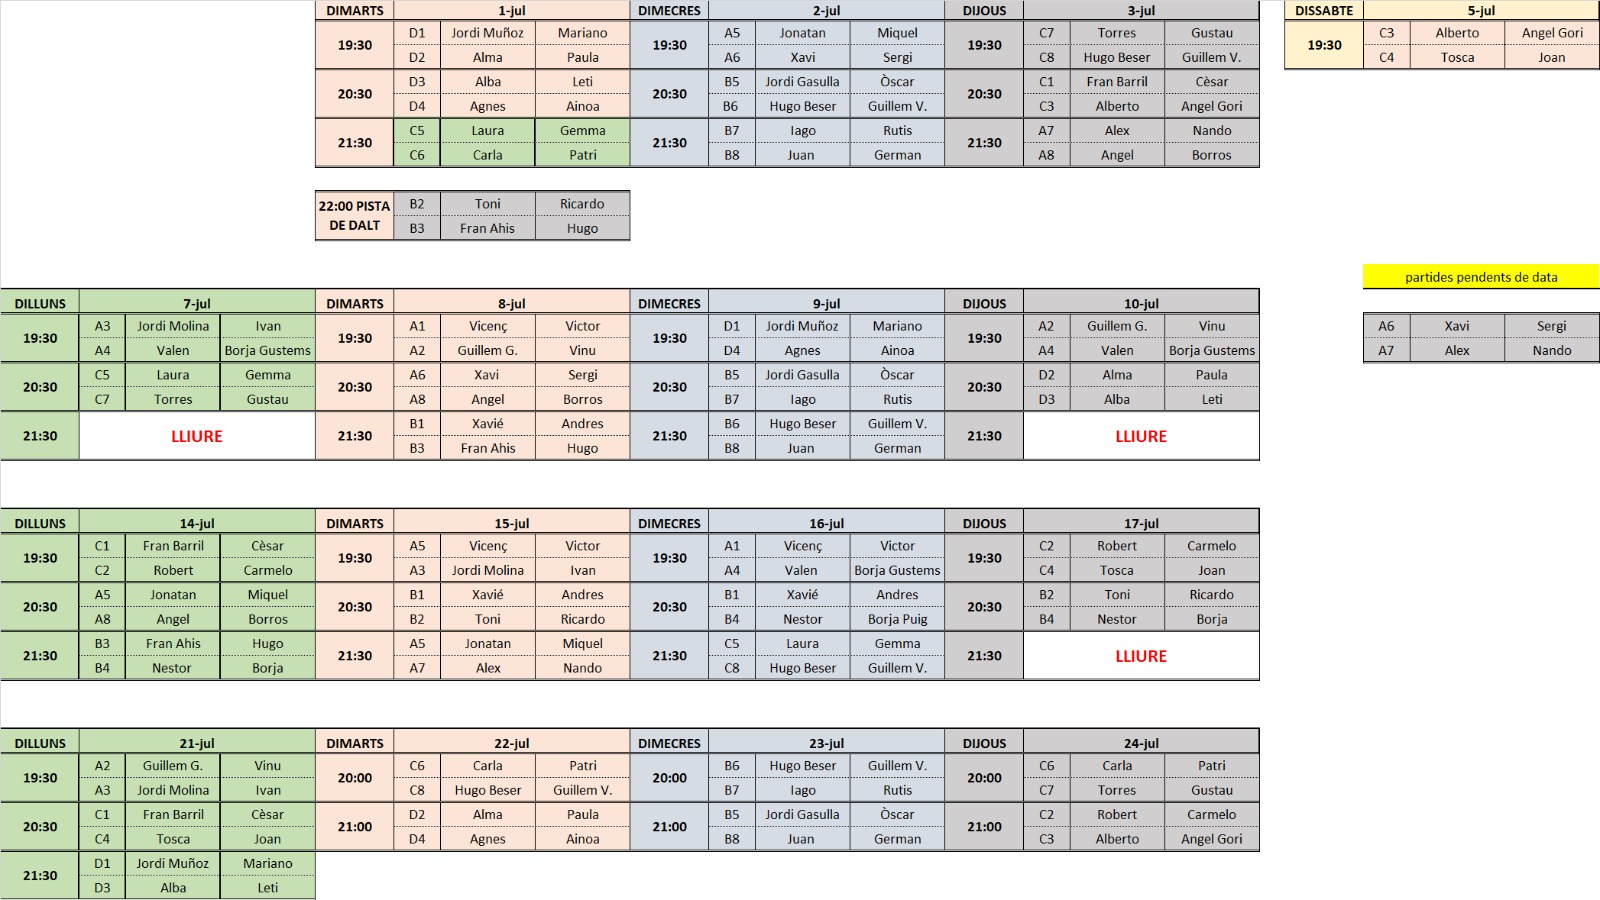 DIMARTS 1-jul DIMECRES 2-jul DIJOUS 3-jul DISSABTE 5-jul
19:30 D1 Jordi Muñoz Mariano 19:30 A5 Jonatan Miquel 19:30 C7 Torres Gustau 19:30 C3 Alberto Angel Gori
D2 Alma Paula A6 Xavi Sergi C8 Hugo Beser Guillem V. C4 Tosca Joan
20:30 D3 Alba Leti 20:30 B5 Jordi Gasulla Òscar 20:30 C1 Fran Barril Cèsar
D4 Agnes Ainoa B6 Hugo Beser Guillem V. C3 Alberto Angel Gori
21:30 C5 Laura Gemma 21:30 B7 Iago Rutis 21:30 A7 Alex Nando
C6 Carla Patri B8 Juan German A8 Angel Borros
22:00 PISTA DE DALT B2 Toni Ricardo
B3 Fran Ahis Hugo
partides pendents de data
DILLUNS 7-jul DIMARTS 8-jul DIMECRES 9-jul DIJOUS 10-jul
19:30 A3 Jordi Molina Ivan 19:30 A1 Vicenç Victor 19:30 D1 Jordi Muñoz Mariano 19:30 A2 Guillem G. Vinu A6 Xavi Sergi
A4 Valen Borja Gustems A2 Guillem G. Vinu D4 Agnes Ainoa A4 Valen Borja Gustems A7 Alex Nando
20:30 C5 Laura Gemma 20:30 A6 Xavi Sergi 20:30 B5 Jordi Gasulla Òscar 20:30 D2 Alma Paula
C7 Torres Gustau A8 Angel Borros B7 Iago Rutis D3 Alba Leti
21:30 LLIURE 21:30 B1 Xavié Andres 21:30 B6 Hugo Beser Guillem V. 21:30 LLIURE
B3 Fran Ahis Hugo B8 Juan German
DILLUNS 14-jul DIMARTS 15-jul DIMECRES 16-jul DIJOUS 17-jul
19:30 C1 Fran Barril Cèsar 19:30 A5 Vicenç Victor 19:30 A1 Vicenç Victor 19:30 C2 Robert Carmelo
C2 Robert Carmelo A3 Jordi Molina Ivan A4 Valen Borja Gustems C4 Tosca Joan
20:30 A5 Jonatan Miquel 20:30 B1 Xavié Andres 20:30 B1 Xavié Andres 20:30 B2 Toni Ricardo
A8 Angel Borros B2 Toni Ricardo B4 Nestor Borja Puig B4 Nestor Borja
21:30 B3 Fran Ahis Hugo 21:30 A5 Jonatan Miquel 21:30 C5 Laura Gemma 21:30 LLIURE
B4 Nestor Borja A7 Alex Nando C8 Hugo Beser Guillem V.
DILLUNS 21-jul DIMARTS 22-jul DIMECRES 23-jul DIJOUS 24-jul
19:30 A2 Guillem G. Vinu 20:00 C6 Carla Patri 20:00 B6 Hugo Beser Guillem V. 20:00 C6 Carla Patri
A3 Jordi Molina Ivan C8 Hugo Beser Guillem V. B7 Iago Rutis C7 Torres Gustau
20:30 C1 Fran Barril Cèsar 21:00 D2 Alma Paula 21:00 B5 Jordi Gasulla Òscar 21:00 C2 Robert Carmelo
C4 Tosca Joan D4 Agnes Ainoa B8 Juan German C3 Alberto Angel Gori
21:30 D1 Jordi Muñoz Mariano
D3 Alba Leti